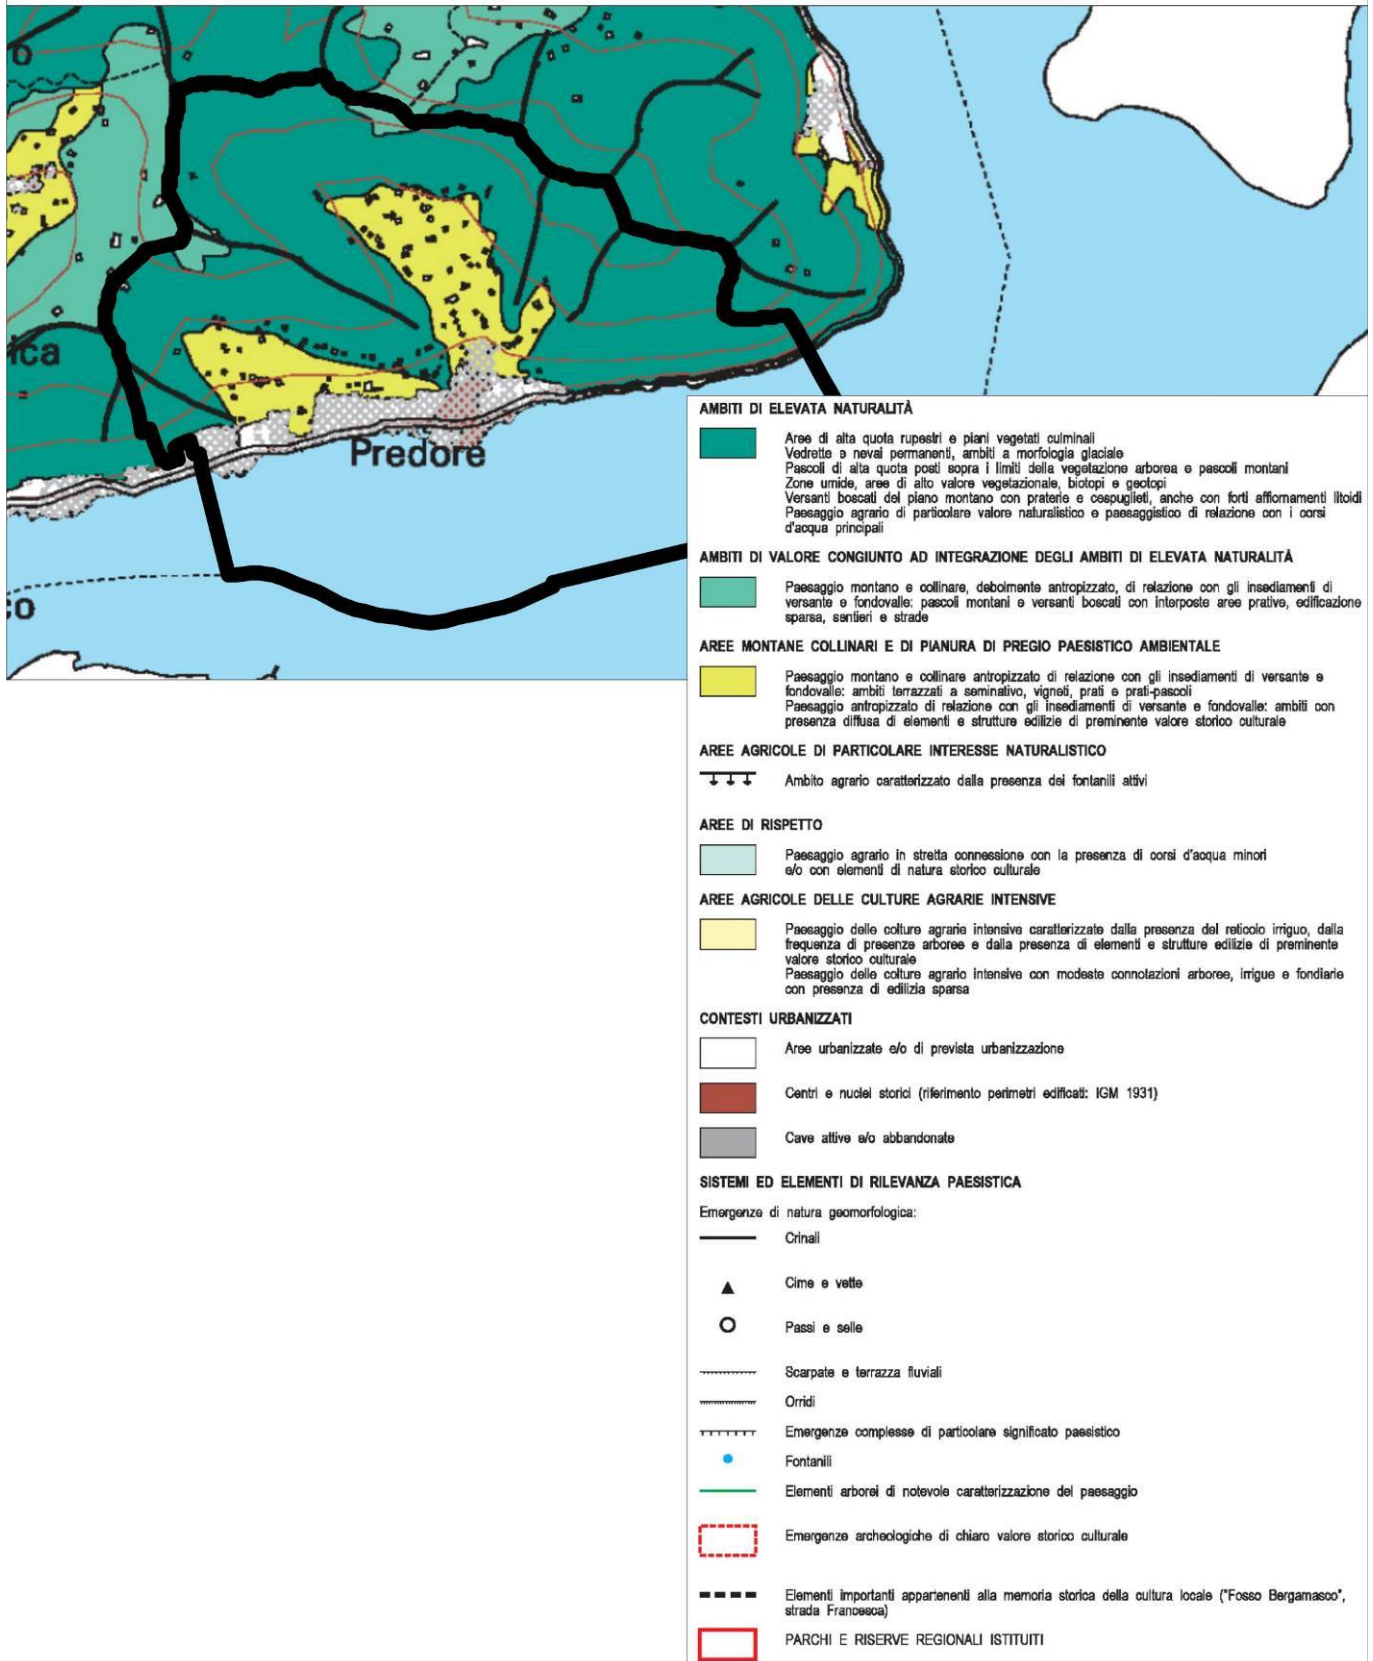 o
ica
Predore
co
AMBITI DI ELEVATA NATURALITÀ
Aree di alta quota rupestri e piani vegetati culminali
Vedrette e nevai permanenti, ambiti a morfologia glaciale
Pascoli di alta quota posti sopra i limiti della vegetazione arborea e pascoli montani
Zone umide, aree di alto valore vegetazionale, biotopi e geotopi
Versanti boscati del piano montano con praterie e cespuglieti, anche con forti affioramenti litoidi
Paesaggio agrario di particolare valore naturalistico e paesaggistico di relazione con i corsi
d'acqua principali
AMBITI DI VALORE CONGIUNTO AD INTEGRAZIONE DEGLI AMBITI DI ELEVATA NATURALITÀ
Paesaggio montano e collinare, debolmente antropizzato, di relazione con gli insediamenti di
versante e fondovalle: pascoli montani e versanti boscati con interposte aree prative, edificazione
sparsa, sentieri e strade
AREE MONTANE COLLINARI E DI PIANURA DI PREGIO PAESISTICO AMBIENTALE
Paesaggio montano e collinare antropizzato di relazione con gli insediamenti di versante e
fondovalle: ambiti terrazzati a seminativo, vigneti, prati e prati-pascoli
Paesaggio antropizzato di relazione con gli insediamenti di versante e fondovalle: ambiti con
presenza diffusa di elementi e strutture edilizie di preminente valore storico culturale
AREE AGRICOLE DI PARTICOLARE INTERESSE NATURALISTICO
Ambito agrario caratterizzato dalla presenza dei fontanili attivi
AREE DI RISPETTO
Paesaggio agrario in stretta connessione con la presenza di corsi d'acqua minori
e/o con elementi di natura storico culturale
AREE AGRICOLE DELLE CULTURE AGRARIE INTENSIVE
Paesaggio delle colture agrarie intensive caratterizzate dalla presenza del reticolo irriguo, dalla
frequenza di presenze arboree e dalla presenza di elementi e strutture edilizie di preminente
valore storico culturale
Paesaggio delle colture agrario intensive con modeste connotazioni arboree, irrigue e fondiarie
con presenza di edilizia sparsa
CONTESTI URBANIZZATI
Aree urbanizzate e/o di prevista urbanizzazione
Centri e nuclei storici (riferimento perimetri edificati: IGM 1931)
Cave attive e/o abbandonate
SISTEMI ED ELEMENTI DI RILEVANZA PAESISTICA
Emergenze di natura geomorfologica:
Crinali
Cime e vette
Passi e selle
Scarpate e terrazza fluviali
Orridi
Emergenze complesse di particolare significato paesistico
Fontanili
Elementi arborei di notevole caratterizzazione del paesaggio
Emergenze archeologiche di chiaro valore storico culturale
Elementi importanti appartenenti alla memoria storica della cultura locale ("Fosso Bergamasco",
strada Francesca)
PARCHI E RISERVE REGIONALI ISTITUITI